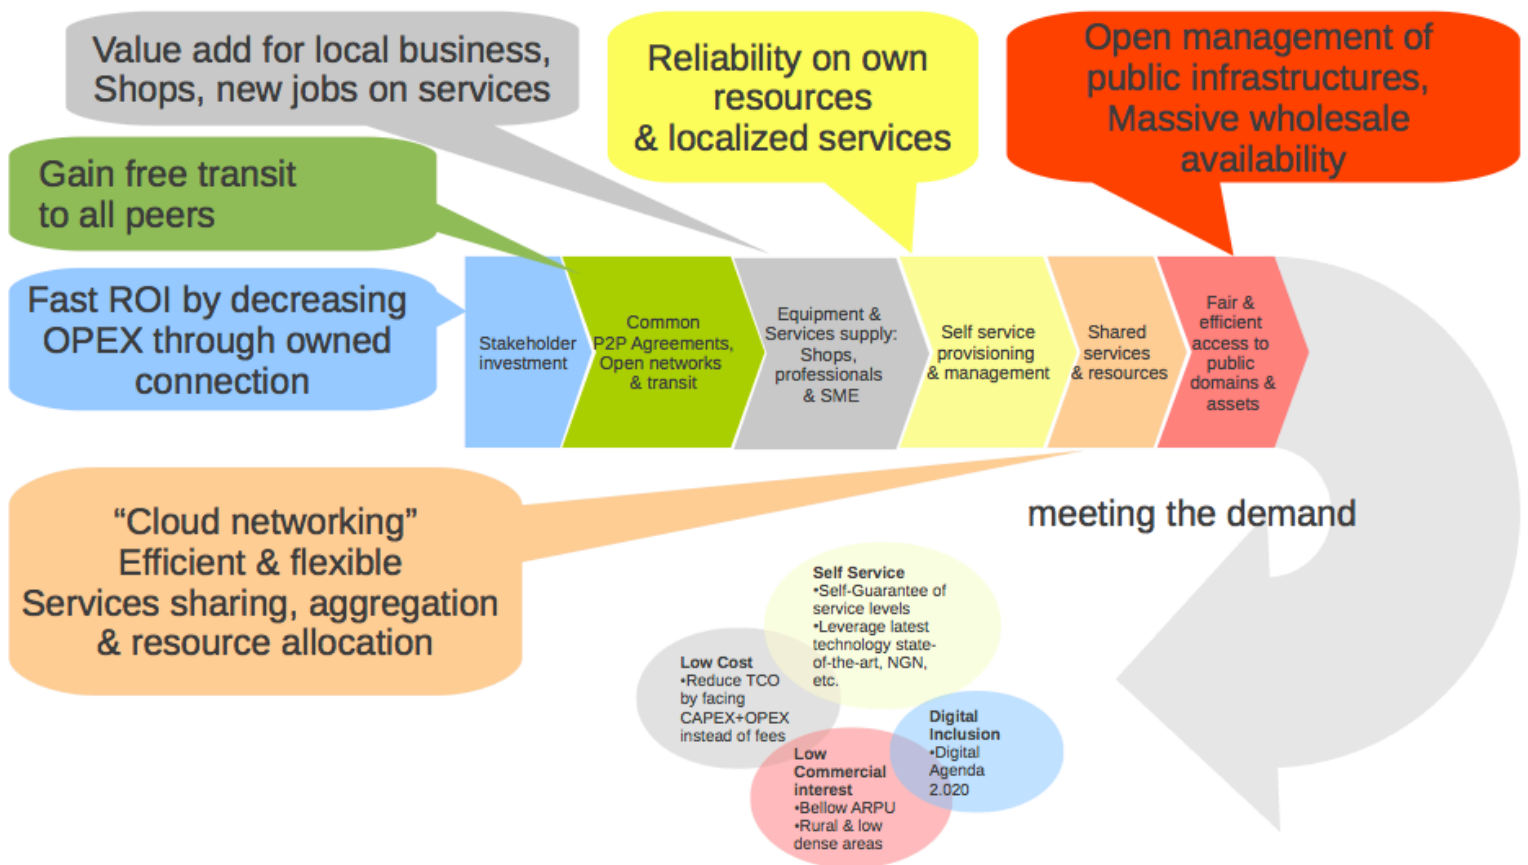 Value add for local business,
Shops, new jobs on services
Reliability on own
resources
& localized services
Open management of
public infrastructures,
Massive wholesale
availability
Gain free transit
to all peers
Fast ROI by decreasing
OPEX through owned
connection
Stakeholder
investment
Common
P2P Agreements,
Open networks
& transit
Equipment &
Services supply:
Shops,
professionals
& SME
Self service
provisioning
& management
Shared
services
& resources
Fair &
efficient
access to
public
domains &
assets
“Cloud networking”
Efficient & flexible
Services sharing, aggregation
& resource allocation
meeting the demand
Self Service
•Self-Guarantee of
service levels
•Leverage latest
technology state-
of-the-art, NGN,
etc.
Low Cost
•Reduce TCO
by facing
CAPEX+OPEX
instead of fees
Digital
Inclusion
•Digital
Agenda
2.020
Low
Commercial
interest
•Bellow ARPU
•Rural & low
dense areas